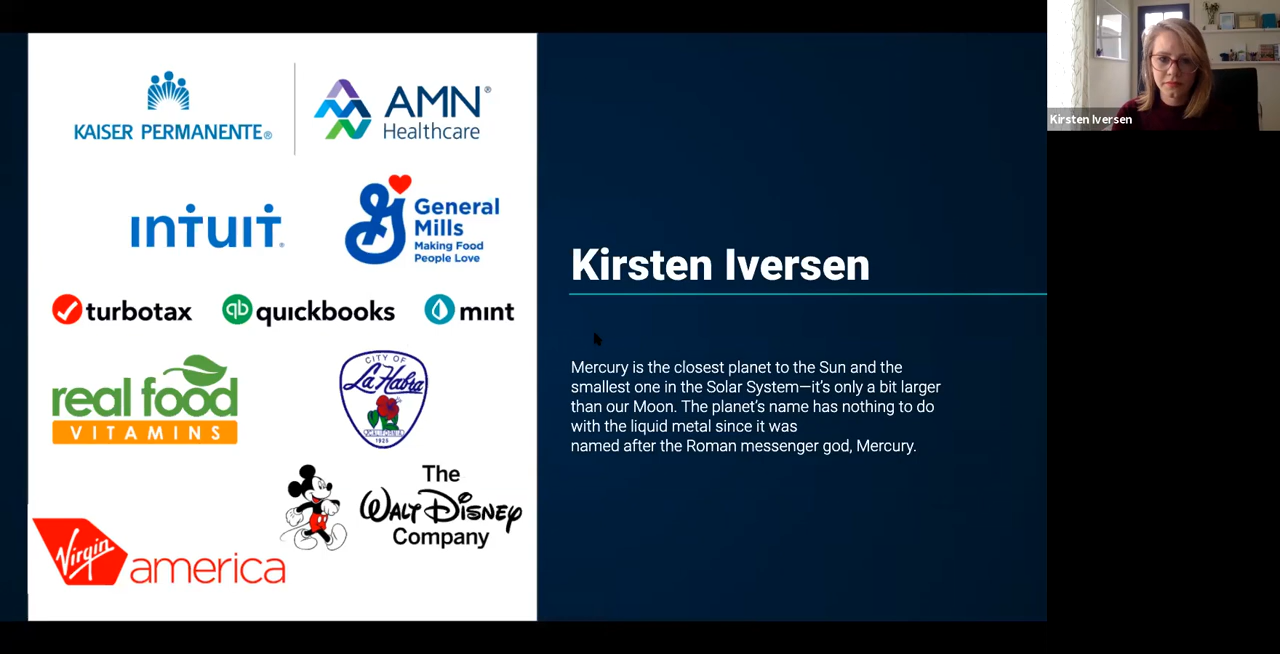 KAISER PERMANENTE®
AMN®
Healthcare
INTUIT®
General
Mills
Making Food
People Love
turbotax
qb quickbooks
mint
real food
VITAMINS
CITY OF
La Habra
1925
The
WALT DISNEY
Company
Virgin
america
Kirsten Iversen
Mercury is the closest planet to the Sun and the
smallest one in the Solar System—it's only a bit larger
than our Moon. The planet's name has nothing to do
with the liquid metal since it was
named after the Roman messenger god, Mercury.
Kirsten Iversen